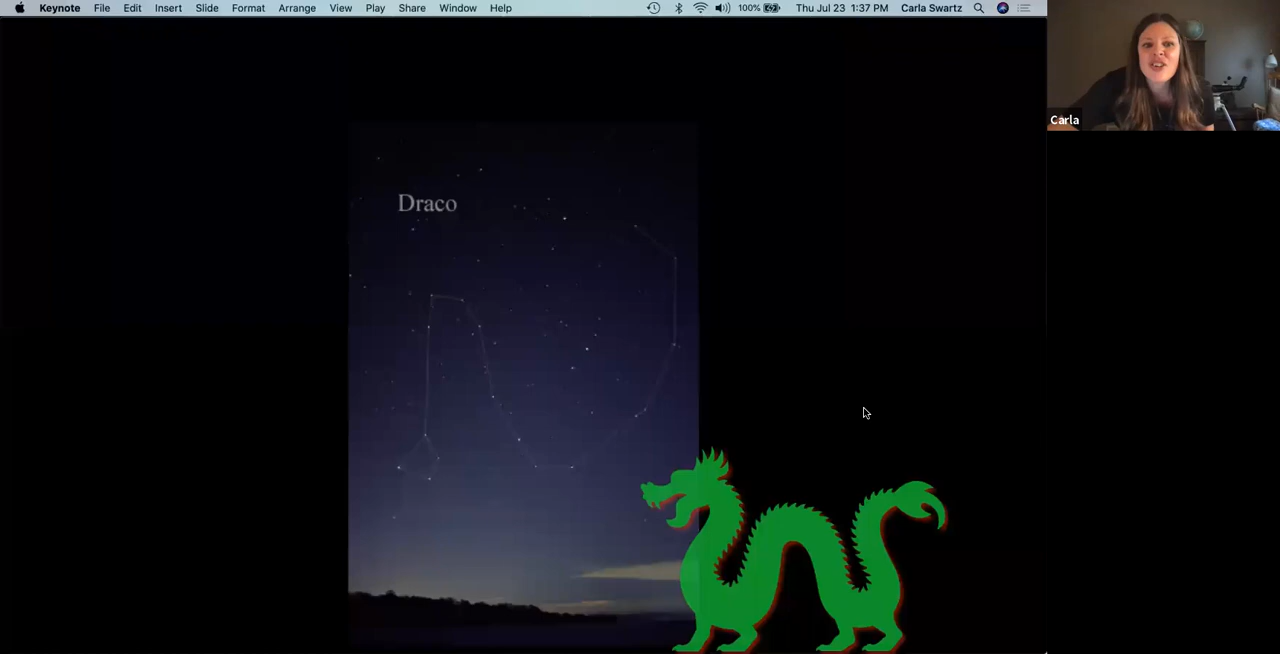 Keynote File Edit Insert Slide Format Arrange View Play Share Window Help 100% Thu Jul 23 1:37 PM Carla Swartz
Carla
Draco